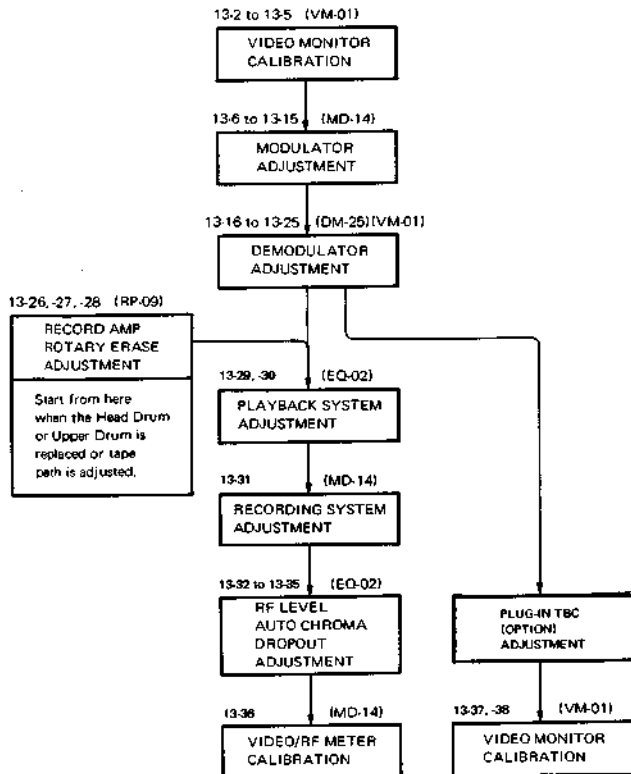 13-2 to 13-5 (VM-01)
VIDEO MONITOR
CALIBRATION
13-6 to 13-15 (MD-14)
MODULATOR
ADJUSTMENT
13-16 to 13-25 (DM-25)(VM-01)
DEMODULATOR
ADJUSTMENT
13-26, -27, -28 (RP-09)
RECORD AMP
ROTARY ERASE
ADJUSTMENT
Start from here
when the Head Drum
or Upper Drum is
replaced or tape
path is adjusted.
13-29, -30 (EQ-02)
PLAYBACK SYSTEM
ADJUSTMENT
13-31 (MD-14)
RECORDING SYSTEM
ADJUSTMENT
13-32 to 13-35 (EQ-02)
RF LEVEL
AUTO CHROMA
DROPOUT
ADJUSTMENT
PLUG-IN TBC
(OPTION)
ADJUSTMENT
13-36 (MD-14)
VIDEO/RF METER
CALIBRATION
13-37, -38 (VM-01)
VIDEO MONITOR
CALIBRATION